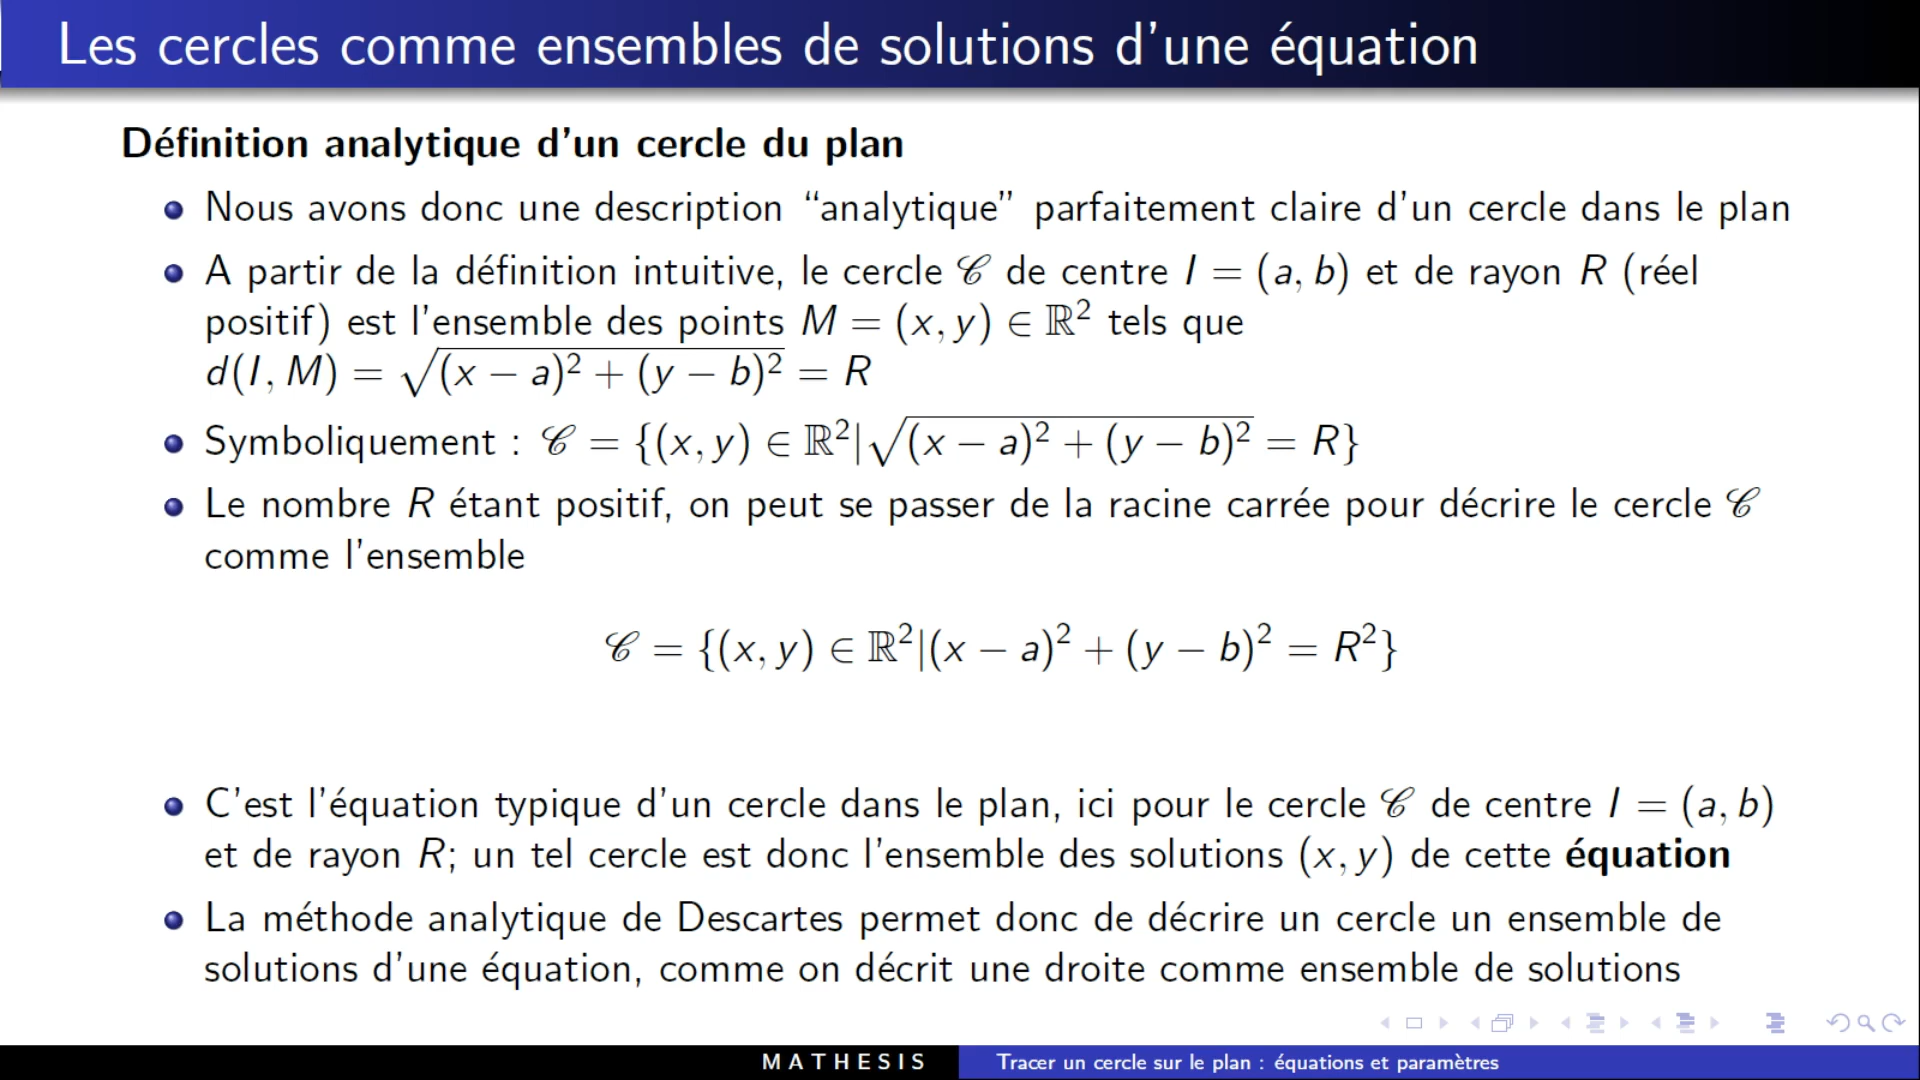 Les cercles comme ensembles de solutions d'une équation
Définition analytique d'un cercle du plan
Nous avons donc une description “analytique” parfaitement claire d'un cercle dans le plan
A partir de la définition intuitive, le cercle 𝒞 de centre I = (a, b) et de rayon R (réel
positif) est l'ensemble des points M = (x, y) ∈ ℝ² tels que
d(I, M) = √((x − a)² + (y − b)²) = R
Symboliquement : 𝒞 = {(x, y) ∈ ℝ²|√((x − a)² + (y − b)²) = R}
Le nombre R étant positif, on peut se passer de la racine carrée pour décrire le cercle 𝒞
comme l'ensemble
𝒞 = {(x, y) ∈ ℝ²|(x − a)² + (y − b)² = R²}
C'est l'équation typique d'un cercle dans le plan, ici pour le cercle 𝒞 de centre I = (a, b)
et de rayon R; un tel cercle est donc l'ensemble des solutions (x, y) de cette équation
La méthode analytique de Descartes permet donc de décrire un cercle un ensemble de
solutions d'une équation, comme on décrit une droite comme ensemble de solutions
MATHESIS
Tracer un cercle sur le plan : équations et paramètres